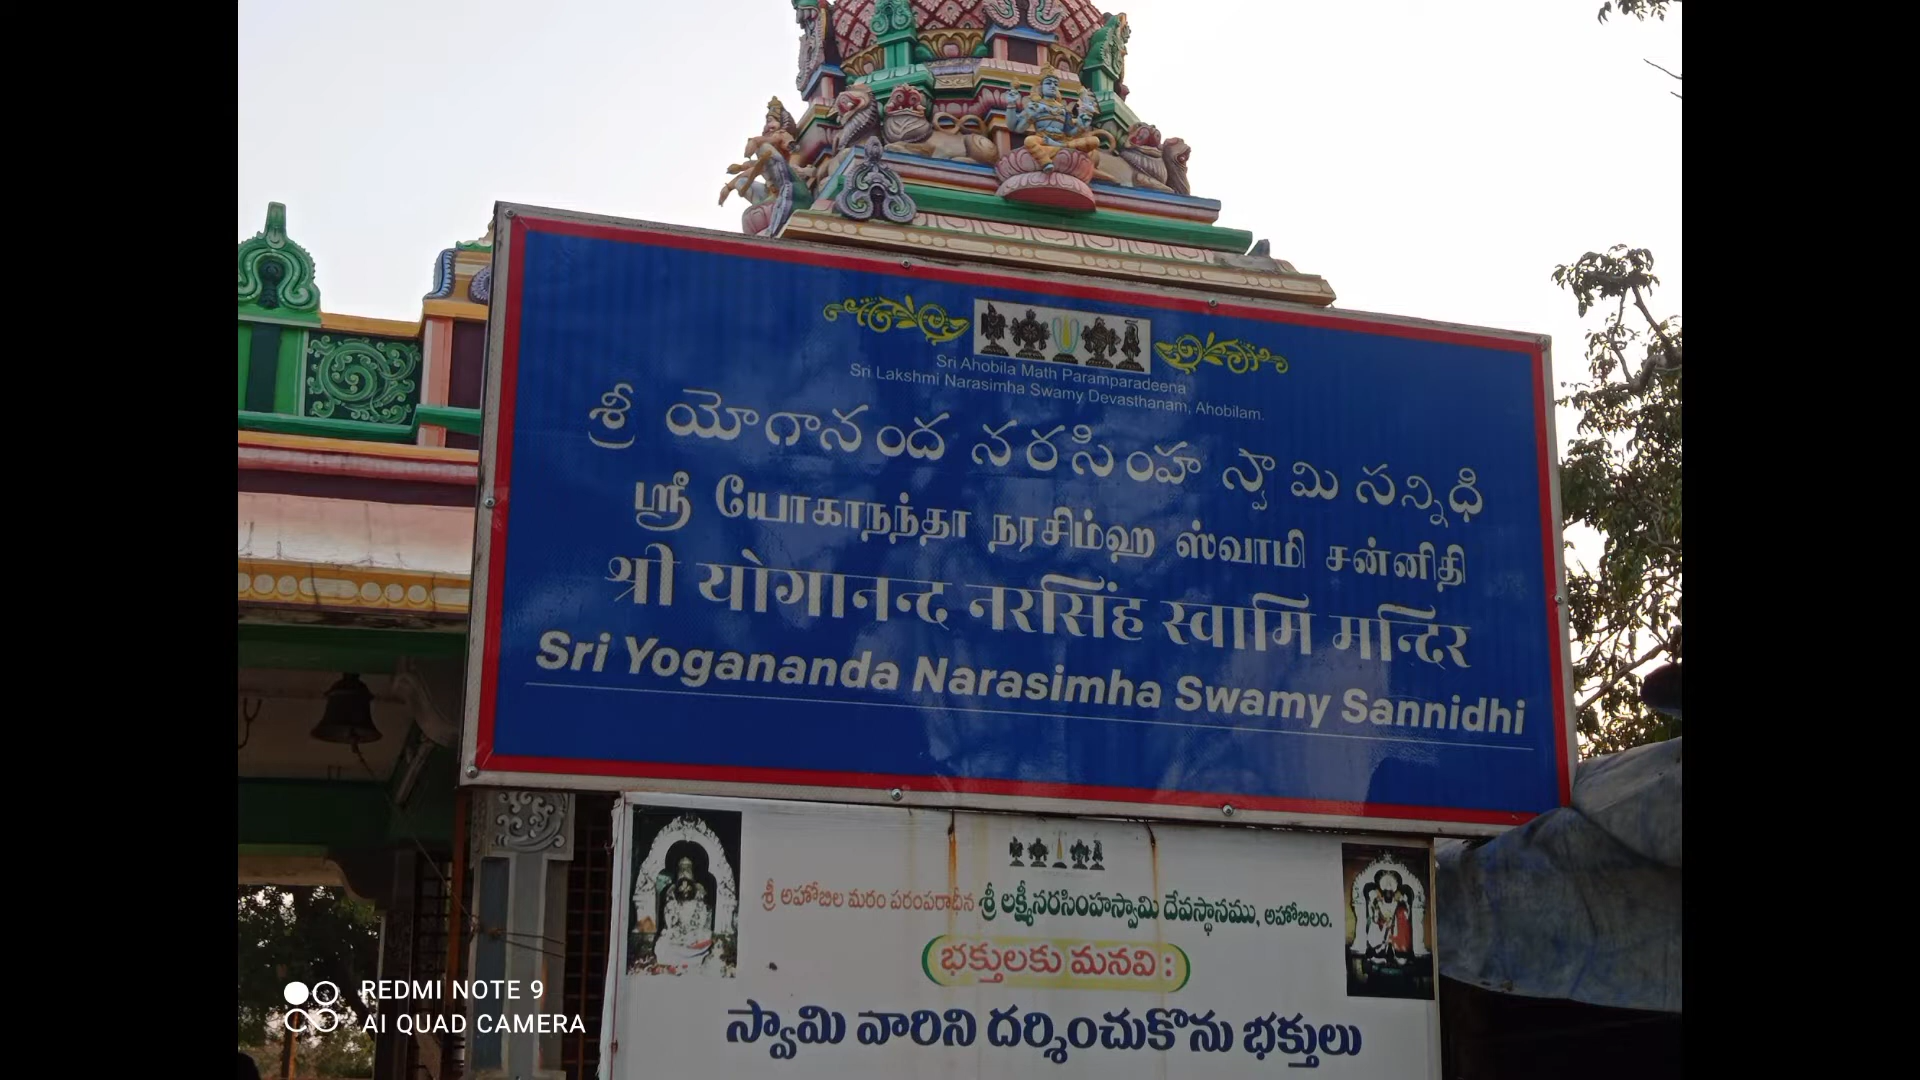 Sri Ahobila Math Paramparadeena
Sri Lakshmi Narasimha Swamy Devasthanam, Ahobilam.
శ్రీ యోగానంద నరసింహ స్వామి సన్నిధి
ஸ்ரீ யோகாநந்தா நரசிம்ஹ ஸ்வாமி சன்னிதி
श्री योगानन्द नरसिंह स्वामि मन्दिर
Sri Yogananda Narasimha Swamy Sannidhi
శ్రీ అహోబిల మఠం పరంపరాధీన శ్రీ లక్ష్మీనరసింహస్వామి దేవస్థానము, అహోబిలం.
భక్తులకు మనవి :
స్వామి వారిని దర్శించుకొను భక్తులు
REDMI NOTE 9
AI QUAD CAMERA